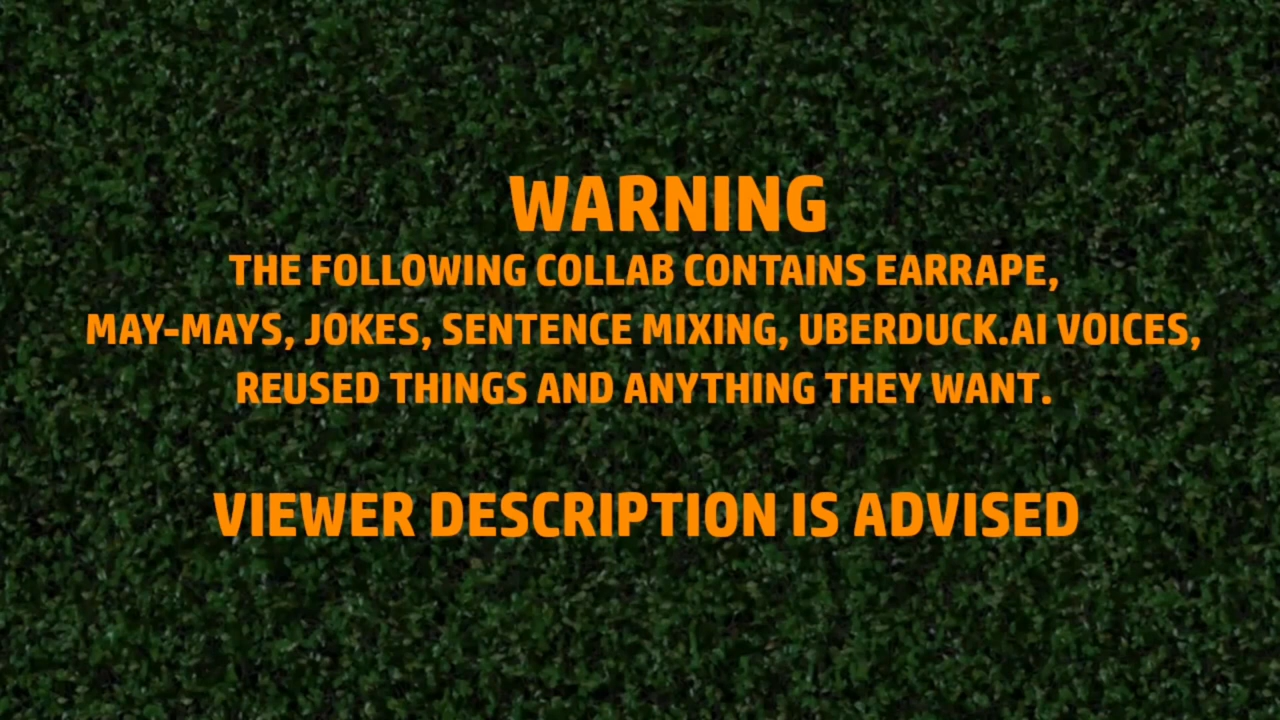 WARNING
THE FOLLOWING COLLAB CONTAINS EARRAPE,
MAY-MAYS, JOKES, SENTENCE MIXING, UBERDUCK.AI VOICES,
REUSED THINGS AND ANYTHING THEY WANT.
VIEWER DESCRIPTION IS ADVISED